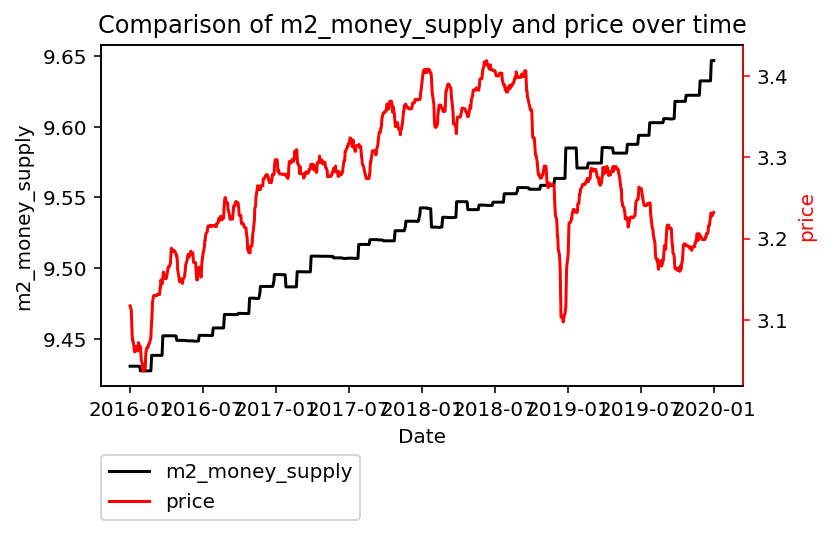 Comparison of m2_money_supply and price over time
m2_money_supply
9.65
9.60
9.55
9.50
9.45
3.4
3.3
3.2
3.1
price
2016-01 2016-07 2017-01 2017-07 2018-01 2018-07 2019-01 2019-07 2020-01
Date
m2_money_supply
price